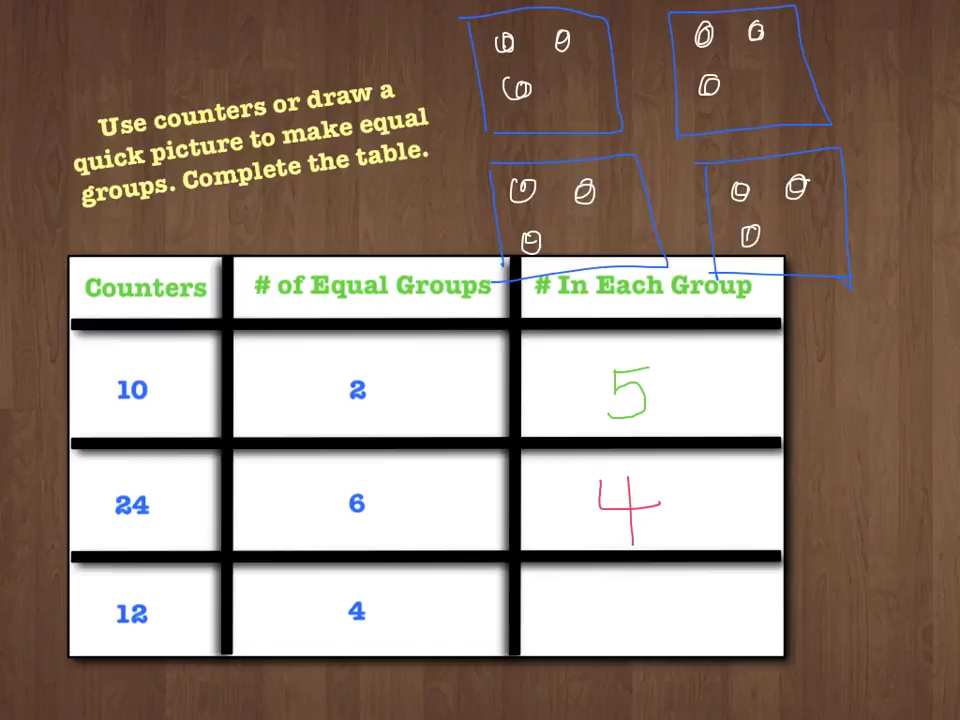 Use counters or draw a
quick picture to make equal
groups. Complete the table.
Counters # of Equal Groups # In Each Group
10 2 5
24 6 4
12 4